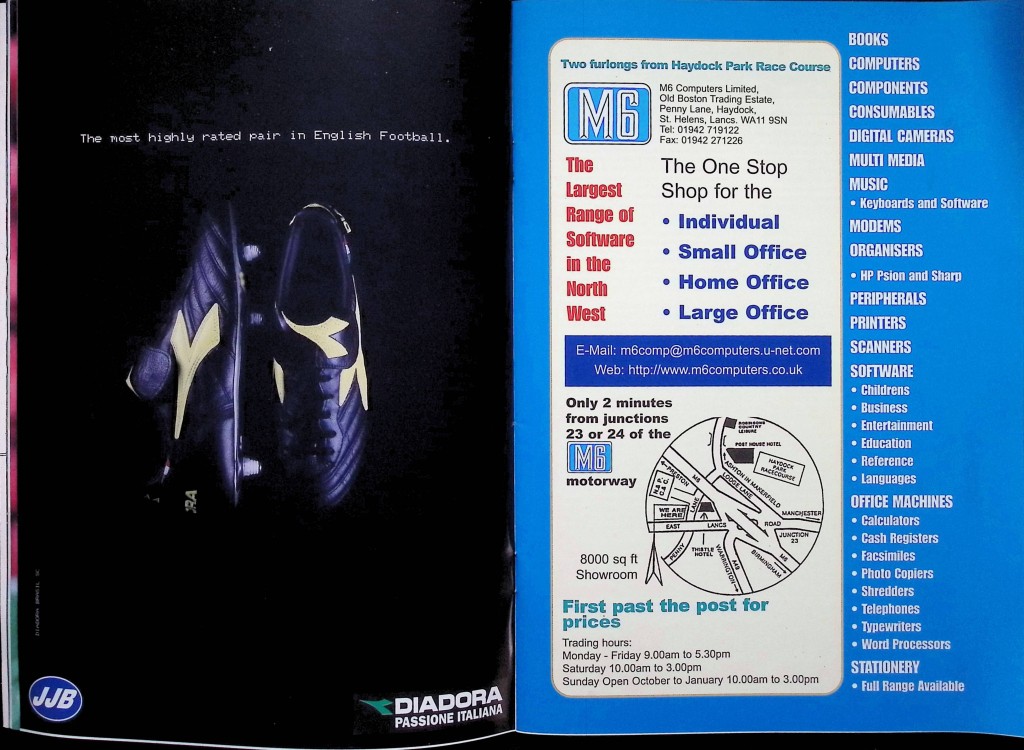 The most highly rated pair in English Football.
DIADORA BRASIL SC
JJB
DIADORA
PASSIONE ITALIANA
Two furlongs from Haydock Park Race Course
M6
M6 Computers Limited,
Old Boston Trading Estate,
Penny Lane, Haydock,
St. Helens, Lancs. WA11 9SN
Tel: 01942 719122
Fax: 01942 271226
The
Largest
Range of
Software
in the
North
West
The One Stop
Shop for the
• Individual
• Small Office
• Home Office
• Large Office
E-Mail: m6comp@m6computers.u-net.com
Web: http://www.m6computers.co.uk
Only 2 minutes
from junctions
23 or 24 of the
M6
motorway
ROBINSONS
COUNTRY
LEISURE
POST HOUSE HOTEL
HAYDOCK
PARK
RACECOURSE
PRESTON
M6
ASHTON IN MAKERFIELD
LODGE LANE
WE ARE
HERE
LANE
MANCHESTER
EAST LANCS ROAD
JUNCTION
23
PENNY
THISTLE
HOTEL
WARRINGTON
A49
M6
BIRMINGHAM
8000 sq ft
Showroom
First past the post for
prices
Trading hours:
Monday - Friday 9.00am to 5.30pm
Saturday 10.00am to 3.00pm
Sunday Open October to January 10.00am to 3.00pm
BOOKS
COMPUTERS
COMPONENTS
CONSUMABLES
DIGITAL CAMERAS
MULTI MEDIA
MUSIC
• Keyboards and Software
MODEMS
ORGANISERS
• HP Psion and Sharp
PERIPHERALS
PRINTERS
SCANNERS
SOFTWARE
• Childrens
• Business
• Entertainment
• Education
• Reference
• Languages
OFFICE MACHINES
• Calculators
• Cash Registers
• Facsimiles
• Photo Copiers
• Shredders
• Telephones
• Typewriters
• Word Processors
STATIONERY
• Full Range Available